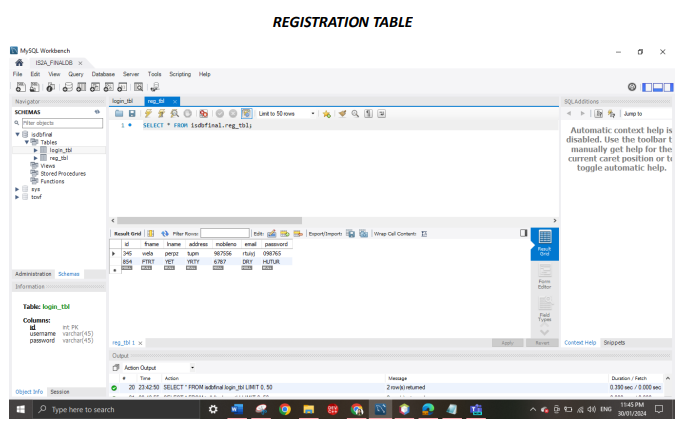 REGISTRATION TABLE
MySQL Workbench
IS2A_FINALDB ×
File Edit View Query Database Server Tools Scripting Help
Navigator
login_tbl reg_tbl ×
SQLAdditions
SCHEMAS
Filter objects
Limit to 50 rows
Jump to
isdbfinal
Tables
login_tbl
reg_tbl
Views
Stored Procedures
Functions
sys
towf
1 SELECT * FROM isdbfinal.reg_tbl;
Automatic context help is
disabled. Use the toolbar t
manually get help for the
current caret position or to
toggle automatic help.
Result Grid Filter Rows: Edit: Export/Import: Wrap Cell Content:
id fname lname address mobileno email password
345 wela perpz tupm 987556 rtuiyj 098765
854 FTRT YET YRTY 6787 DRY HUTUR
NULL NULL NULL NULL NULL NULL NULL
Result
Grid
Form
Editor
Field
Types
Administration Schemas
Information
Table: login_tbl
Columns:
id int PK
username varchar(45)
password varchar(45)
reg_tbl 1 × Apply Revert Context Help Snippets
Output
Action Output
# Time Action Message Duration / Fetch
20 23:42:50 SELECT * FROM isdbfinal.login_tbl LIMIT 0, 50 2 row(s) returned 0.390 sec / 0.000 sec
Object Info Session
Type here to search
ENG
11:45 PM
30/01/2024